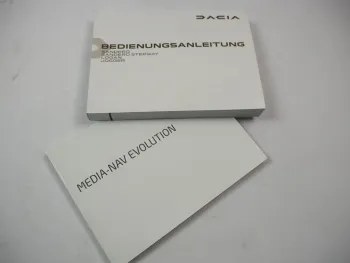 DACIA
BEDIENUNGSANLEITUNG
SANDERO
SANDERO STEPWAY
LOGAN
JOGGER
MEDIA-NAV EVOLUTION